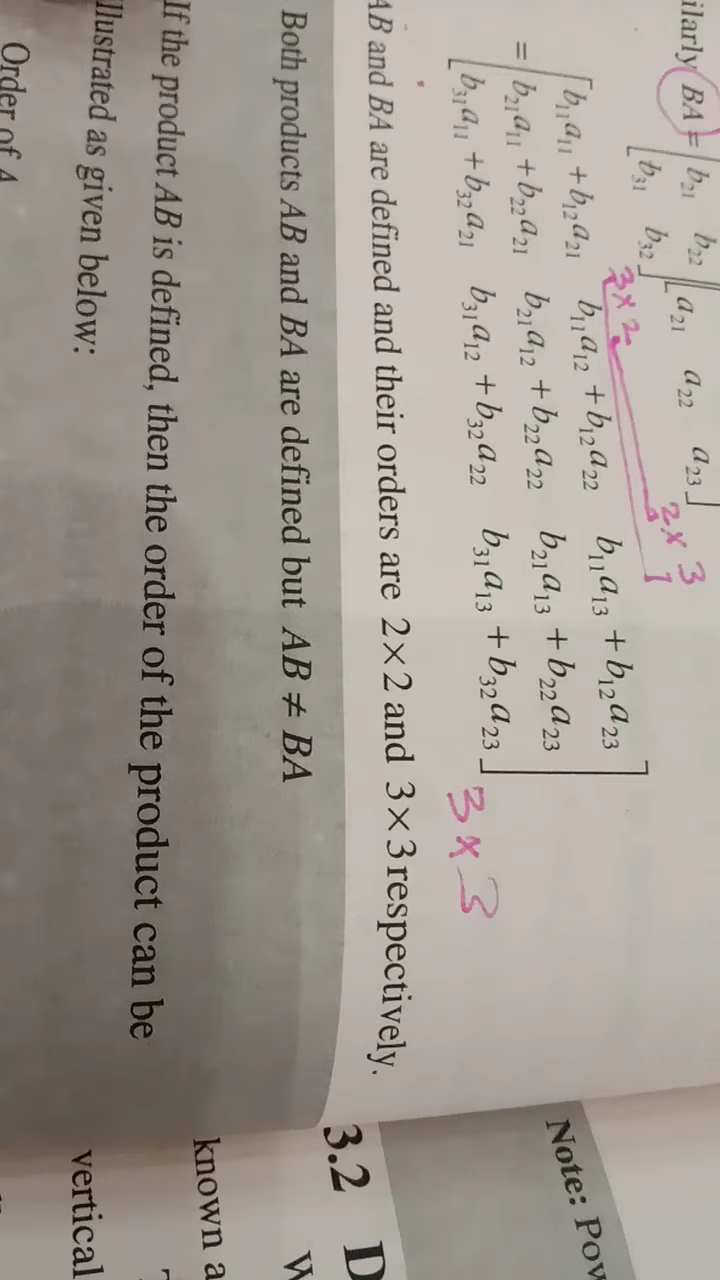 ilarly BA = [b₂₁ b₂₂ [a₂₁ a₂₂ a₂₃]
b₃₁ b₃₂]
3 × 2 2 × 3
[b₁₁a₁₁ + b₁₂a₂₁ b₁₁a₁₂ + b₁₂a₂₂ b₁₁a₁₃ + b₁₂a₂₃]
= b₂₁a₁₁ + b₂₂a₂₁ b₂₁a₁₂ + b₂₂a₂₂ b₂₁a₁₃ + b₂₂a₂₃
[b₃₁a₁₁ + b₃₂a₂₁ b₃₁a₁₂ + b₃₂a₂₂ b₃₁a₁₃ + b₃₂a₂₃] 3 × 3
AB and BA are defined and their orders are 2×2 and 3×3 respectively.
Both products AB and BA are defined but AB ≠ BA
If the product AB is defined, then the order of the product can be
illustrated as given below:
Order of A
Note:
3.2 D
W
known a
vertical